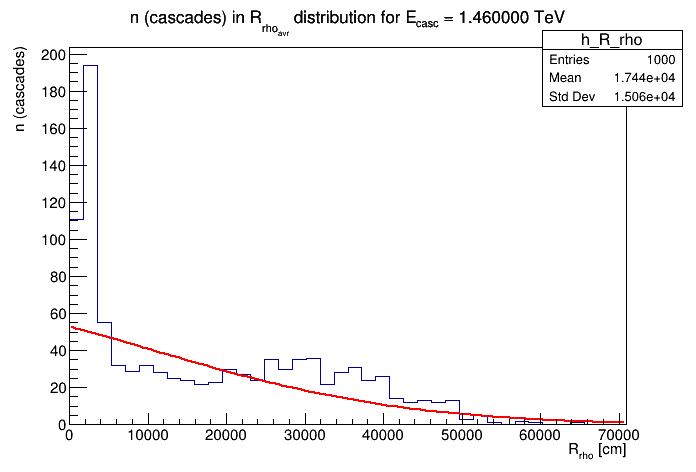 n (cascades) in R_rho_avr distribution for E_casc = 1.460000 TeV
h_R_rho
Entries 1000
Mean 1.744e+04
Std Dev 1.506e+04
n (cascades)
200
180
160
140
120
100
80
60
40
20
0
0 10000 20000 30000 40000 50000 60000 70000
R_rho [cm]